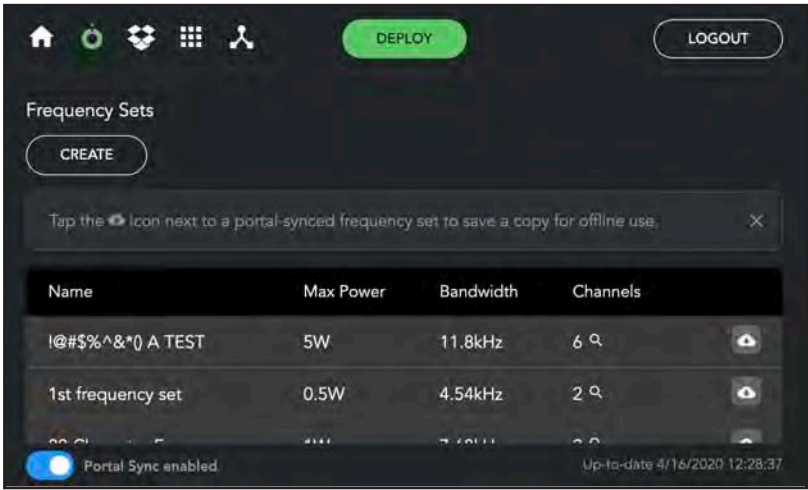 DEPLOY
LOGOUT
Frequency Sets
CREATE
Tap the icon next to a portal-synced frequency set to save a copy for offline use.
Name Max Power Bandwidth Channels
!@#$%^&*() A TEST 5W 11.8kHz 6
1st frequency set 0.5W 4.54kHz 2
Portal Sync enabled
Up-to-date 4/16/2020 12:28:37